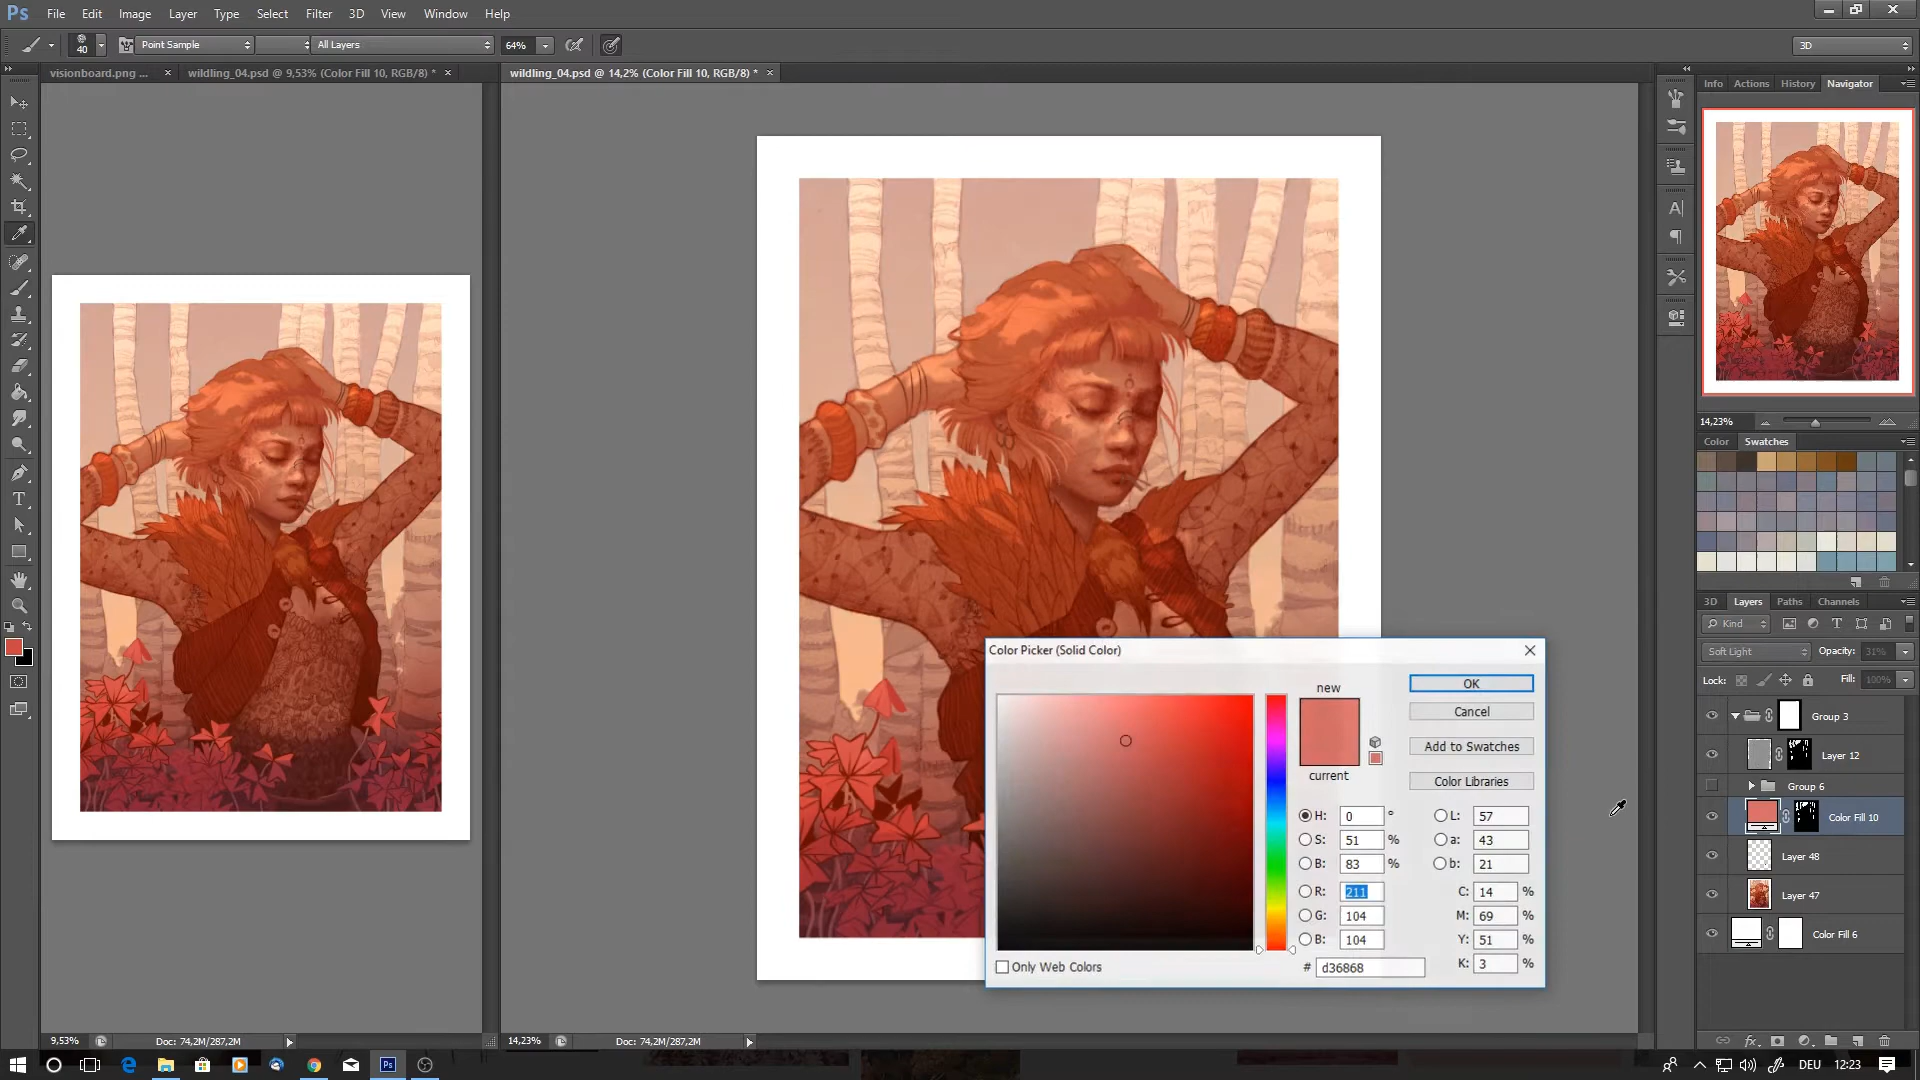 Ps File Edit Image Layer Type Select Filter 3D View Window Help
40 Point Sample All Layers 64% 3D
visionboard.png ... × wildling_04.psd @ 9,53% (Color Fill 10, RGB/8) * × wildling_04.psd @ 14,2% (Color Fill 10, RGB/8) * ×
Info Actions History Navigator
14,23%
Color Swatches
3D Layers Paths Channels
Kind
Soft Light Opacity: 31%
Lock: Fill: 100%
Group 3
Layer 12
Group 6
Color Fill 10
Layer 48
Layer 47
Color Fill 6
Color Picker (Solid Color)
new
current
OK
Cancel
Add to Swatches
Color Libraries
H: 0 ° L: 57
S: 51 % a: 43
B: 83 % b: 21
R: 211 C: 14 %
G: 104 M: 69 %
B: 104 Y: 51 %
# d36868 K: 3 %
Only Web Colors
9,53% Doc: 74,2M/287,2M
14,23% Doc: 74,2M/287,2M
Ps DEU 12:23